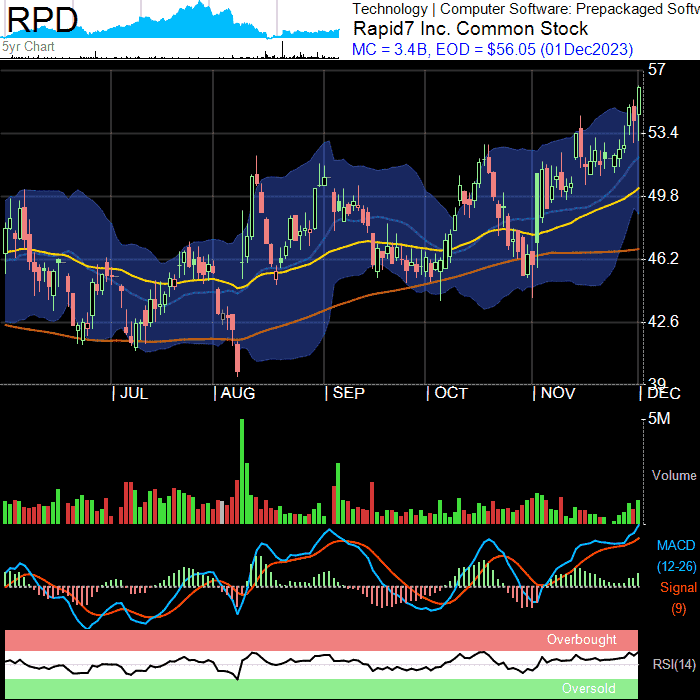 RPD
5yr Chart
Technology | Computer Software: Prepackaged Softw
Rapid7 Inc. Common Stock
MC = 3.4B, EOD = $56.05 (01Dec2023)
57
53.4
49.8
46.2
42.6
39
| JUL | AUG | SEP | OCT | NOV | DEC
5M
Volume
MACD
(12-26)
Signal
(9)
Overbought
RSI(14)
Oversold